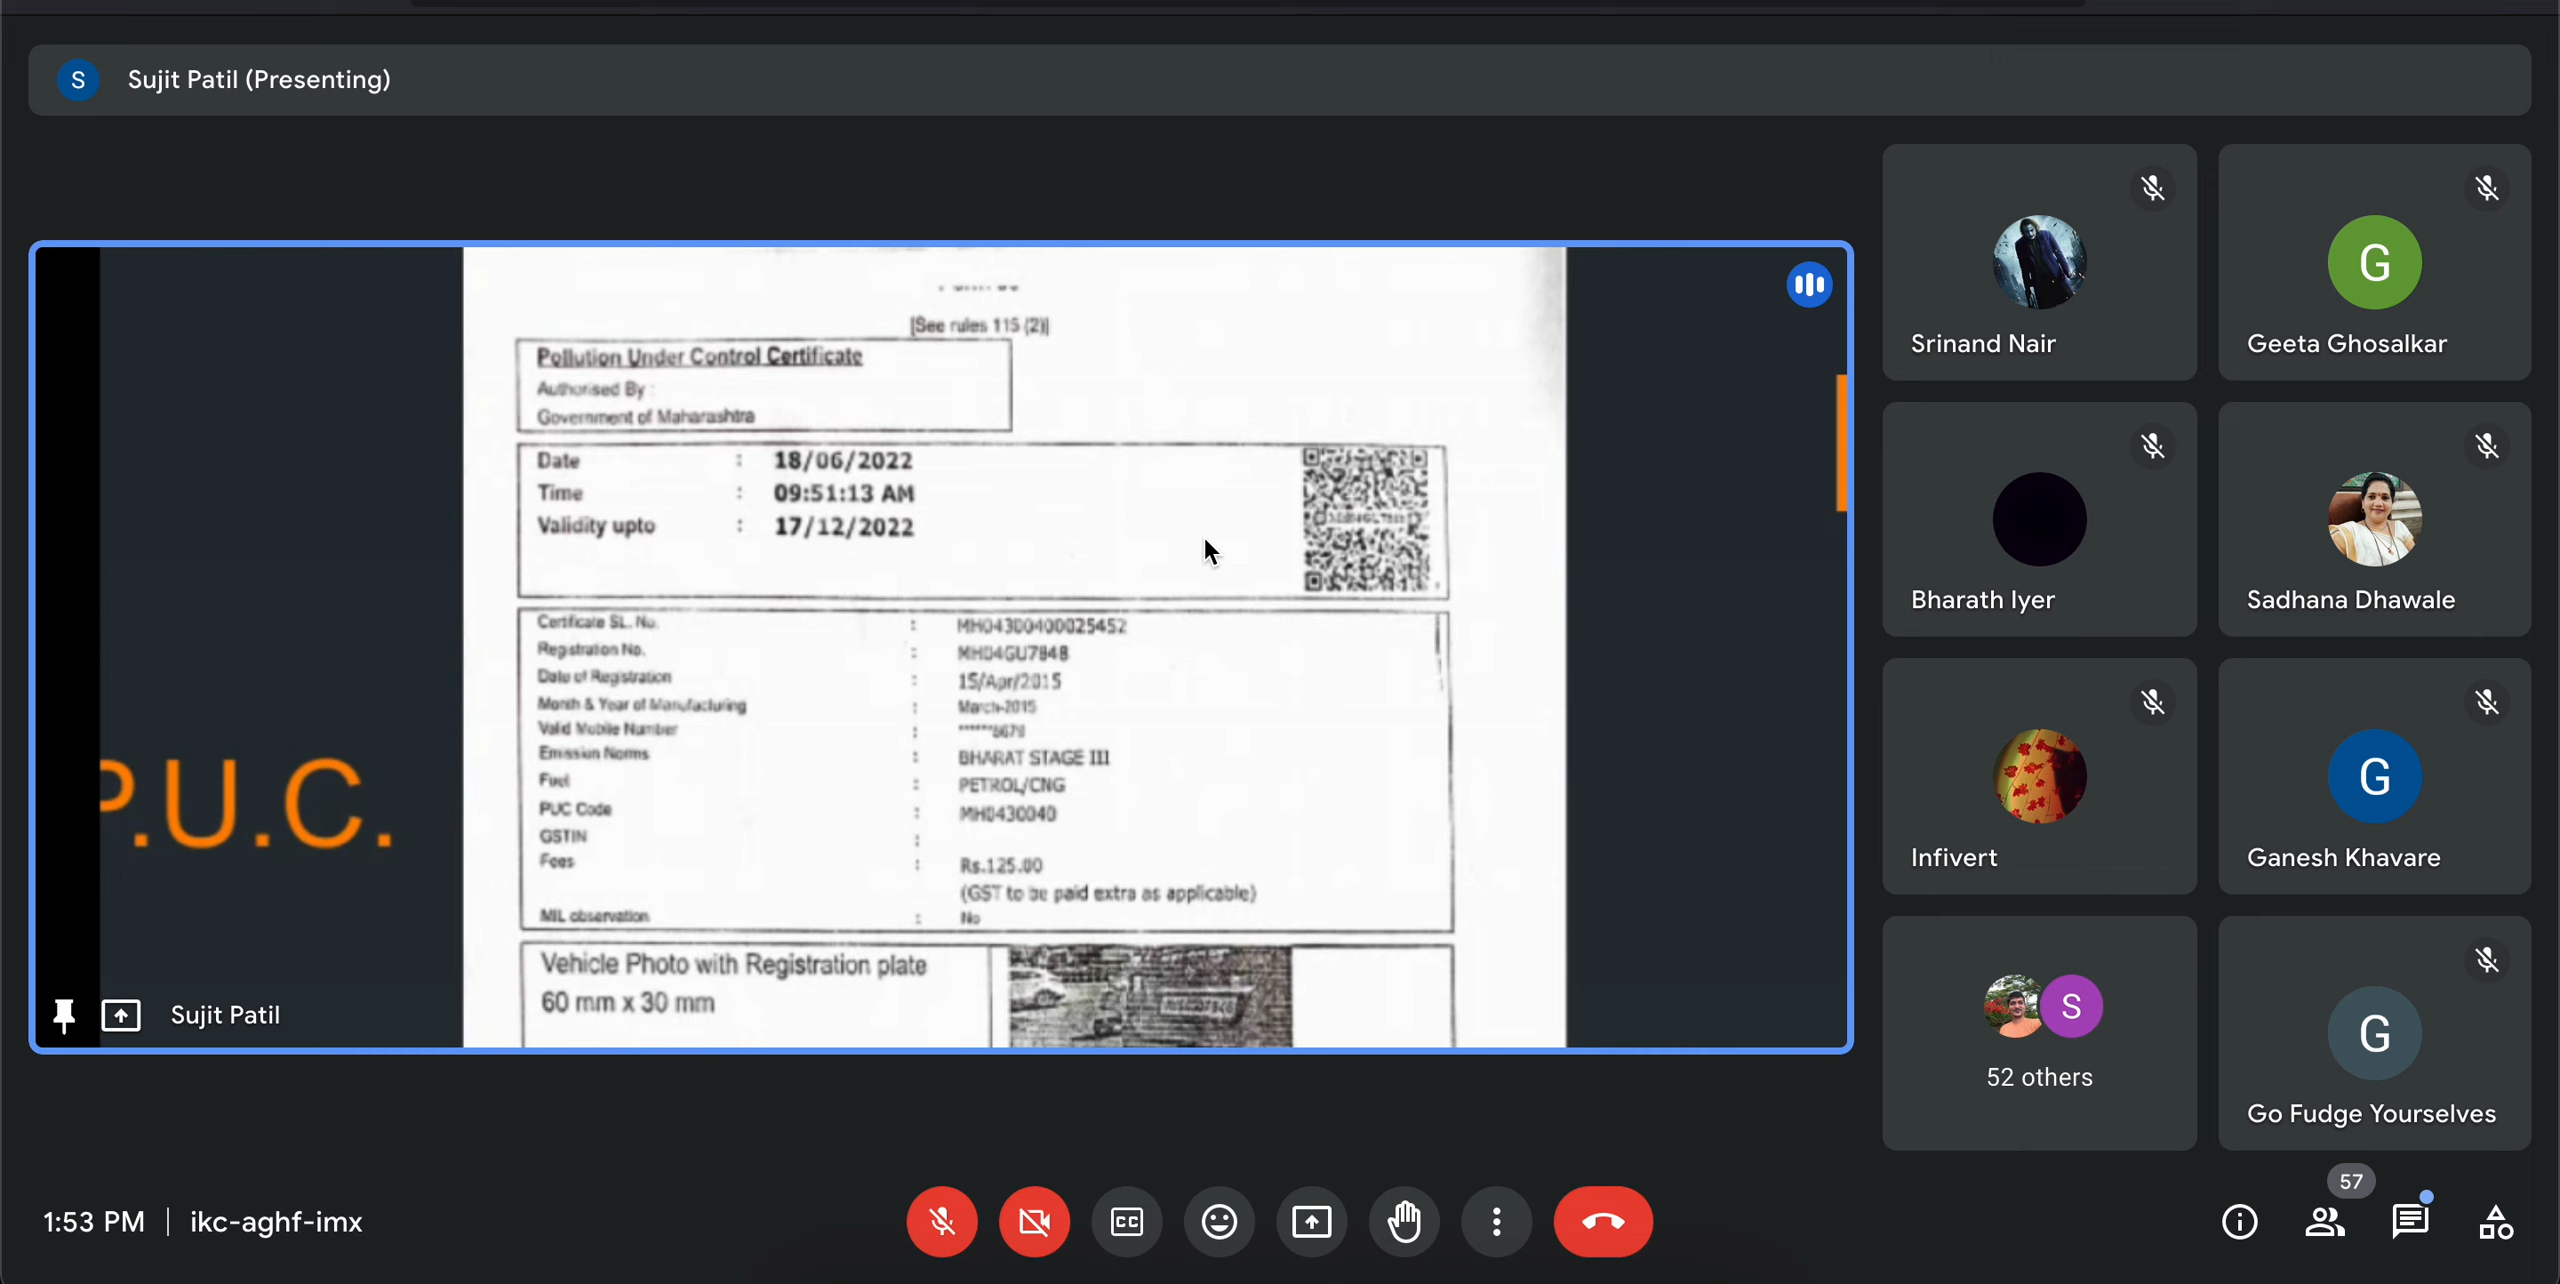 S Sujit Patil (Presenting)
[See rules 115 (2)]
Pollution Under Control Certificate
Authorised By :
Government of Maharashtra
Date : 18/06/2022
Time : 09:51:13 AM
Validity upto : 17/12/2022
Certificate SL. No. : MH04300400025452
Registration No. : MH04GU7848
Date of Registration : 15/Apr/2015
Month & Year of Manufacturing : March-2015
Valid Mobile Number :
Emission Norms : BHARAT STAGE III
Fuel : PETROL/CNG
PUC Code : MH0430040
GSTIN :
Fees : Rs.125.00
(GST to be paid extra as applicable)
MIL observation : No
Vehicle Photo with Registration plate
60 mm x 30 mm
P.U.C.
Sujit Patil
Srinand Nair
G
Geeta Ghosalkar
Bharath Iyer
Sadhana Dhawale
Infivert
G
Ganesh Khavare
S
52 others
G
Go Fudge Yourselves
1:53 PM | ikc-aghf-imx
CC
57